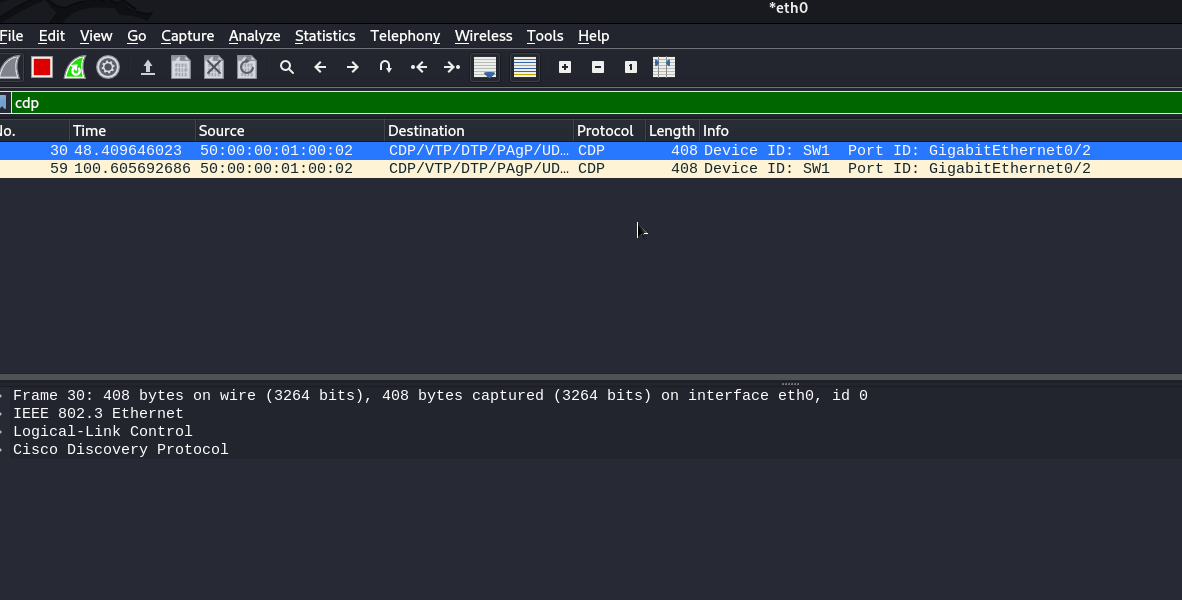 *eth0
File Edit View Go Capture Analyze Statistics Telephony Wireless Tools Help
1
cdp
No. Time Source Destination Protocol Length Info
30 48.409646023 50:00:00:01:00:02 CDP/VTP/DTP/PAgP/UD… CDP 408 Device ID: SW1 Port ID: GigabitEthernet0/2
59 100.605692686 50:00:00:01:00:02 CDP/VTP/DTP/PAgP/UD… CDP 408 Device ID: SW1 Port ID: GigabitEthernet0/2
Frame 30: 408 bytes on wire (3264 bits), 408 bytes captured (3264 bits) on interface eth0, id 0
IEEE 802.3 Ethernet
Logical-Link Control
Cisco Discovery Protocol